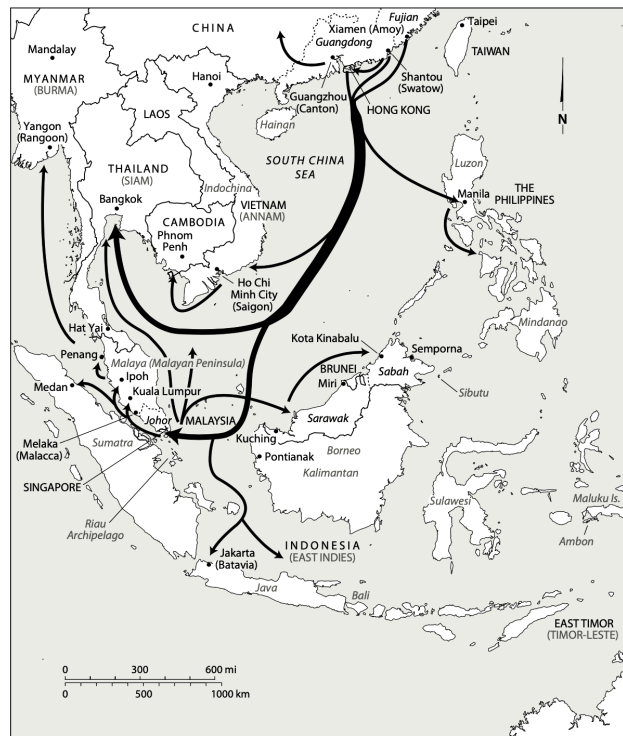 CHINA
Fujian
Xiamen (Amoy)
Guangdong
Taipei
TAIWAN
Mandalay
MYANMAR
(BURMA)
Hanoi
Shantou
(Swatow)
Guangzhou
(Canton)
HONG KONG
LAOS
Hainan
N
Yangon
(Rangoon)
THAILAND
(SIAM)
SOUTH CHINA
SEA
Luzon
Indochina
Bangkok
VIETNAM
(ANNAM)
Manila
THE
PHILIPPINES
CAMBODIA
Phnom
Penh
Ho Chi
Minh City
(Saigon)
Mindanao
Hat Yai
Kota Kinabalu
Semporna
Penang
Malaya (Malayan Peninsula)
BRUNEI
Sabah
Miri
Sibutu
Medan
Ipoh
Kuala Lumpur
Johor
MALAYSIA
Sarawak
Melaka
(Malacca)
Sumatra
Kuching
Borneo
Pontianak
Kalimantan
SINGAPORE
Sulawesi
Maluku Is.
Riau
Archipelago
Ambon
INDONESIA
(EAST INDIES)
Jakarta
(Batavia)
Java
Bali
EAST TIMOR
(TIMOR-LESTE)
0 300 600 mi
0 500 1000 km